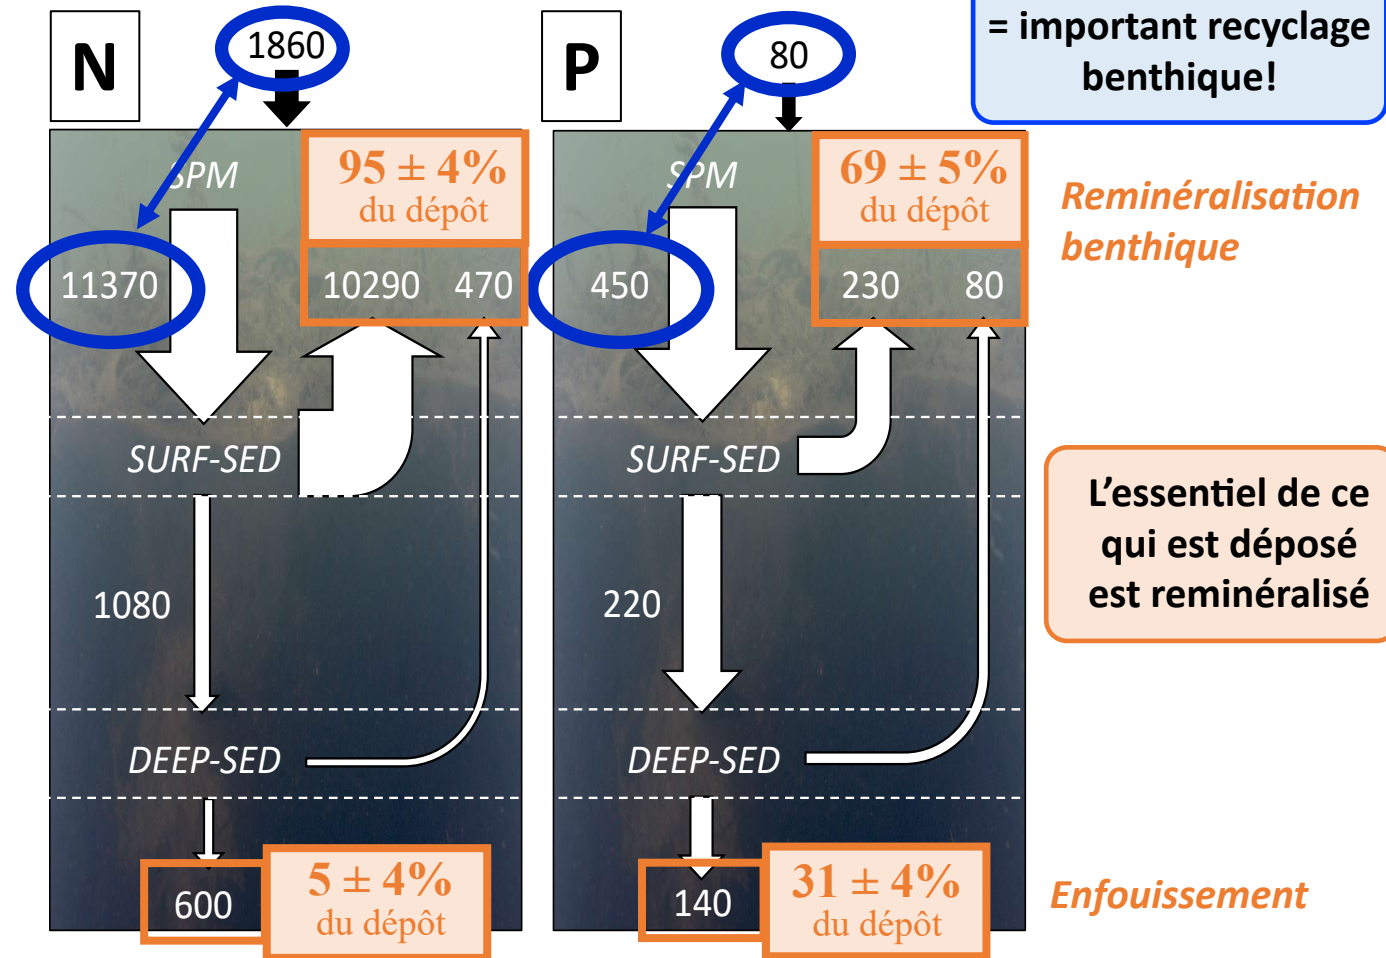 N
1860
P
80
= important recyclage
benthique!
SPM
95 ± 4%
du dépôt
SPM
69 ± 5%
du dépôt
Reminéralisation
benthique
11370
10290
470
450
230
80
SURF-SED
SURF-SED
L'essentiel de ce
qui est déposé
est reminéralisé
1080
220
DEEP-SED
DEEP-SED
600
5 ± 4%
du dépôt
140
31 ± 4%
du dépôt
Enfouissement